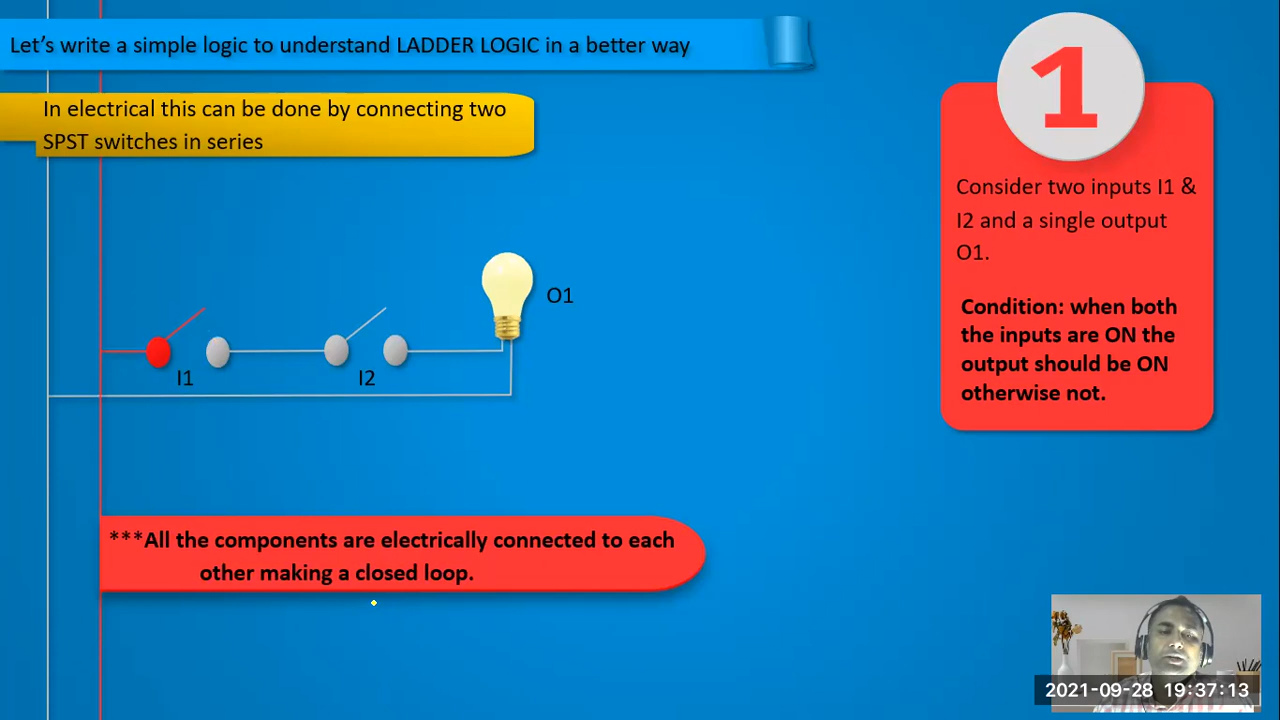 Let's write a simple logic to understand LADDER LOGIC in a better way
In electrical this can be done by connecting two
SPST switches in series
O1
I1
I2
***All the components are electrically connected to each
other making a closed loop.
1
Consider two inputs I1 &
I2 and a single output
O1.
Condition: when both
the inputs are ON the
output should be ON
otherwise not.
2021-09-28 19:37:13